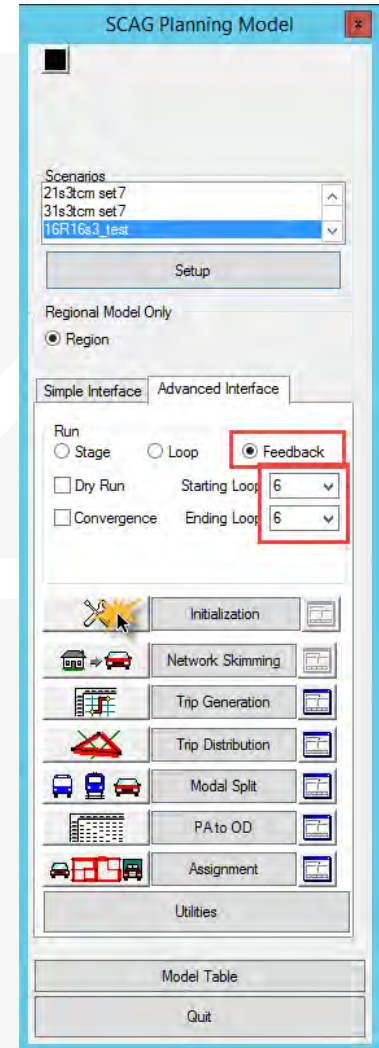 SCAG Planning Model
x
Scenarios
21s3tcm set7
31s3tcm set7
16R16s3_test
Setup
Regional Model Only
Region
Simple Interface Advanced Interface
Run
Stage Loop Feedback
Dry Run Starting Loop 6
Convergence Ending Loop 6
Initialization
Network Skimming
Trip Generation
Trip Distribution
Modal Split
PA to OD
Assignment
Utilities
Model Table
Quit